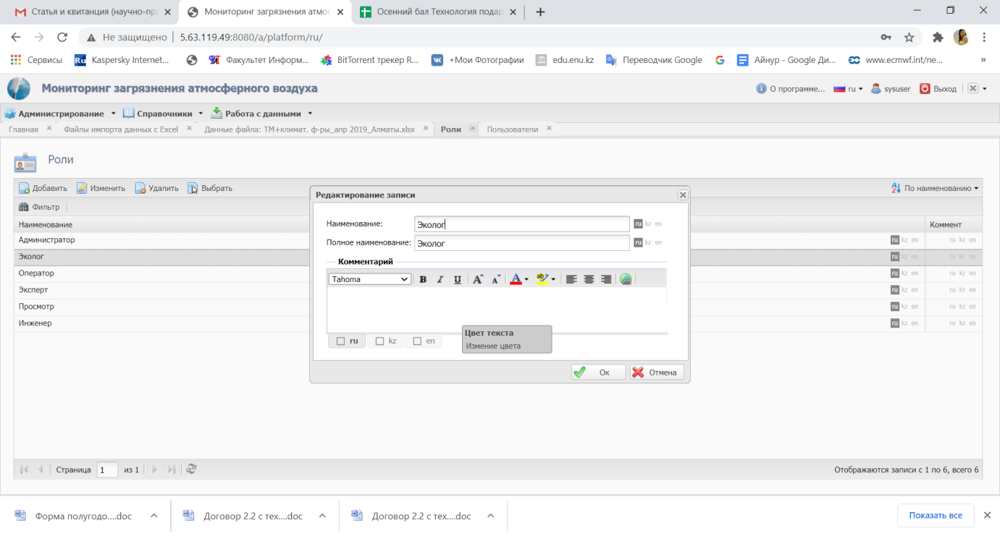 Статья и квитанция (научно-пр
Мониторинг загрязнения атмос
Осенний бал Технология подар
Не защищено | 5.63.119.49:8080/a/platform/ru/
Сервисы
Rd Kaspersky Internet...
Факультет Информ...
BitTorrent трекер R...
+Мои Фотографии
edu.enu.kz
Переводчик Google
Айнур - Google Ди...
www.ecmwf.int/ne...
»
Мониторинг загрязнения атмосферного воздуха
О программе...
ru
sysuser
Выход
Администрирование
Справочники
Работа с данными
Главная
Файлы импорта данных с Excel
Данные файла: ТМ+климат. ф-ры_апр 2019_Алматы.xlsx
Роли
Пользователи
Роли
Добавить
Изменить
Удалить
Выбрать
По наименованию
Фильтр
Наименование
Коммент
Администратор
ru kz en
ru kz en
Эколог
ru kz en
ru kz en
Оператор
ru kz en
ru kz en
Эксперт
ru kz en
ru kz en
Просмотр
ru kz en
ru kz en
Инженер
ru kz en
ru kz en
Редактирование записи
Наименование:
Эколог
ru kz en
Полное наименование:
Эколог
ru kz en
Комментарий
Tahoma
B I U A A A ab
ru
kz
en
Цвет текста
Измение цвета
Ок
Отмена
Страница 1 из 1
Отображаются записи с 1 по 6, всего 6
Форма полугодо....doc
Договор 2.2 с тех....doc
Договор 2.2 с тех....doc
Показать все